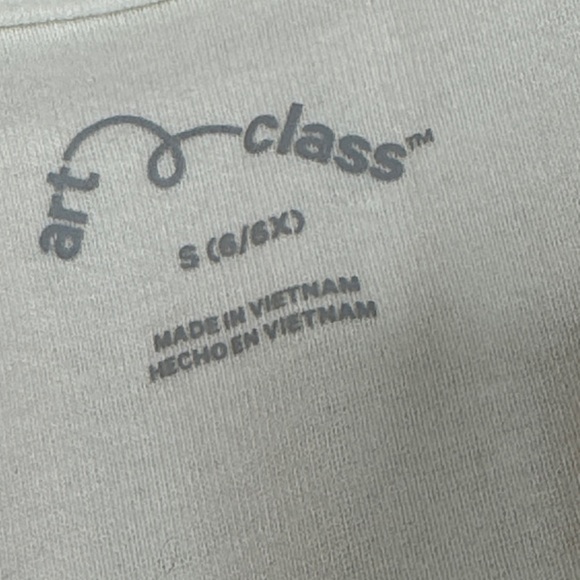 art class™
S (6/6X)
MADE IN VIETNAM
HECHO EN VIETNAM